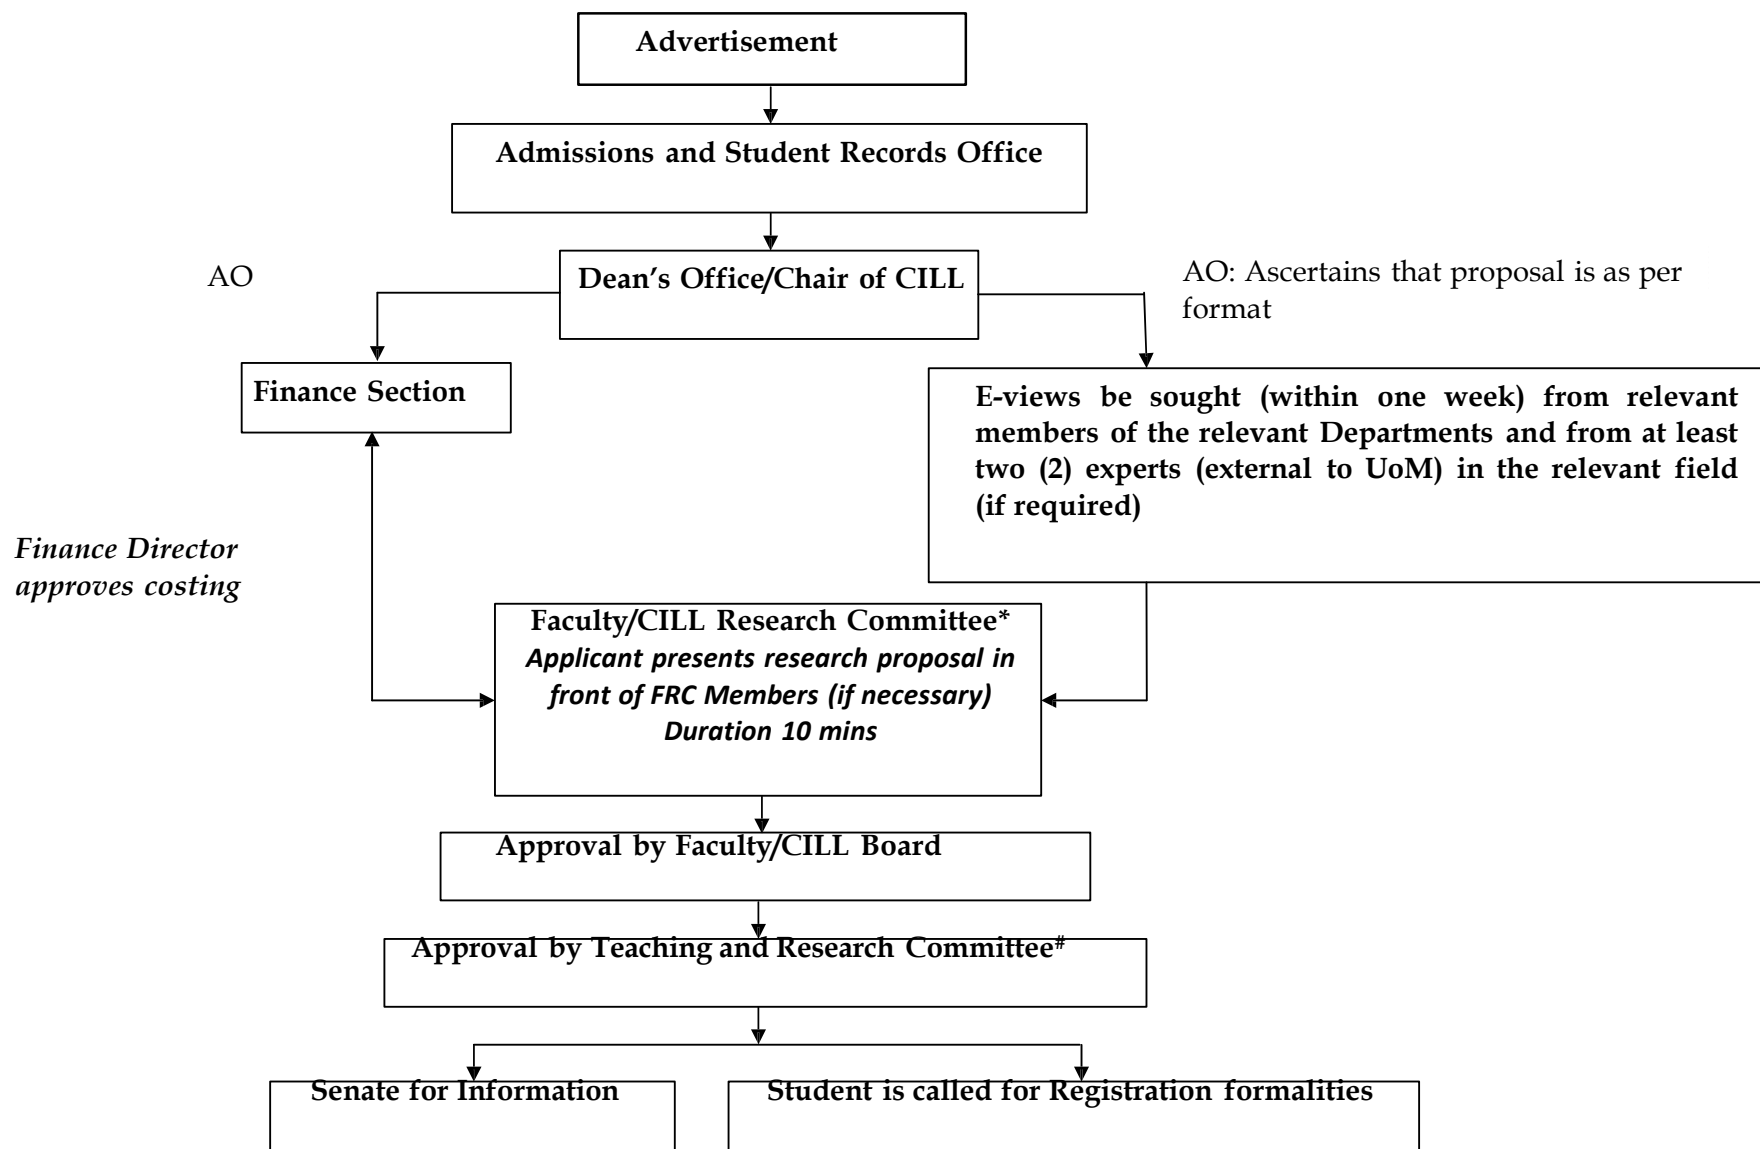 Advertisement
Admissions and Student Records Office
AO
Dean's Office/Chair of CILL
AO: Ascertains that proposal is as per
format
Finance Section
E-views be sought (within one week) from relevant
members of the relevant Departments and from at least
two (2) experts (external to UoM) in the relevant field
(if required)
Finance Director
approves costing
Faculty/CILL Research Committee*
Applicant presents research proposal in
front of FRC Members (if necessary)
Duration 10 mins
Approval by Faculty/CILL Board
Approval by Teaching and Research Committee#
Senate for Information
Student is called for Registration formalities